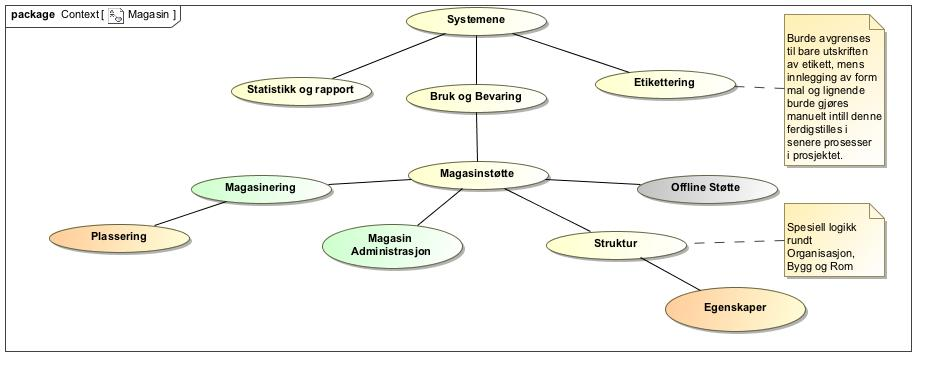 package Context [ Magasin ]
Systemene
Statistikk og rapport
Bruk og Bevaring
Etikettering
Burde avgrenses
til bare utskriften
av etikett, mens
innlegging av form
mal og lignende
burde gjøres
manuelt intill denne
ferdigstilles i
senere prosesser
i prosjektet.
Magasinstøtte
Magasinering
Offline Støtte
Plassering
Magasin
Administrasjon
Struktur
Spesiell logikk
rundt
Organisasjon,
Bygg og Rom
Egenskaper